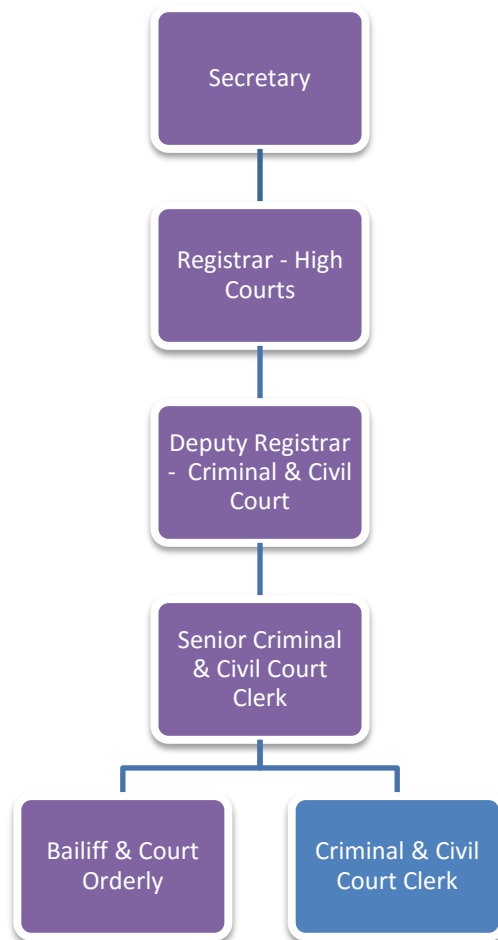 Secretary
Registrar - High
Courts
Deputy Registrar
- Criminal & Civil
Court
Senior Criminal
& Civil Court
Clerk
Bailiff & Court
Orderly
Criminal & Civil
Court Clerk